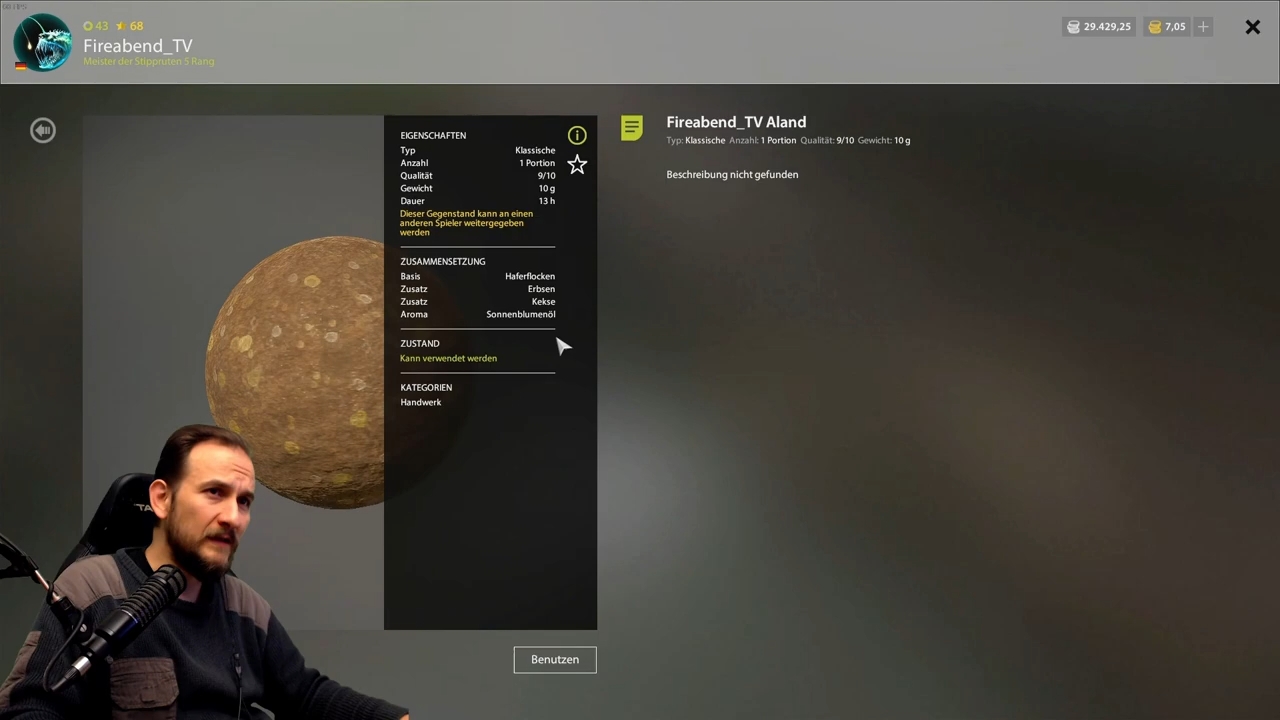 60 FPS
43 68
Fireabend_TV
Meister der Stippruten 5 Rang
29.429,25 7,05 +
EIGENSCHAFTEN
Typ Klassische
Anzahl 1 Portion
Qualität 9/10
Gewicht 10 g
Dauer 13 h
Dieser Gegenstand kann an einen
anderen Spieler weitergegeben
werden
ZUSAMMENSETZUNG
Basis Haferflocken
Zusatz Erbsen
Zusatz Kekse
Aroma Sonnenblumenöl
ZUSTAND
Kann verwendet werden
KATEGORIEN
Handwerk
Benutzen
Fireabend_TV Aland
Typ: Klassische Anzahl: 1 Portion Qualität: 9/10 Gewicht: 10 g
Beschreibung nicht gefunden